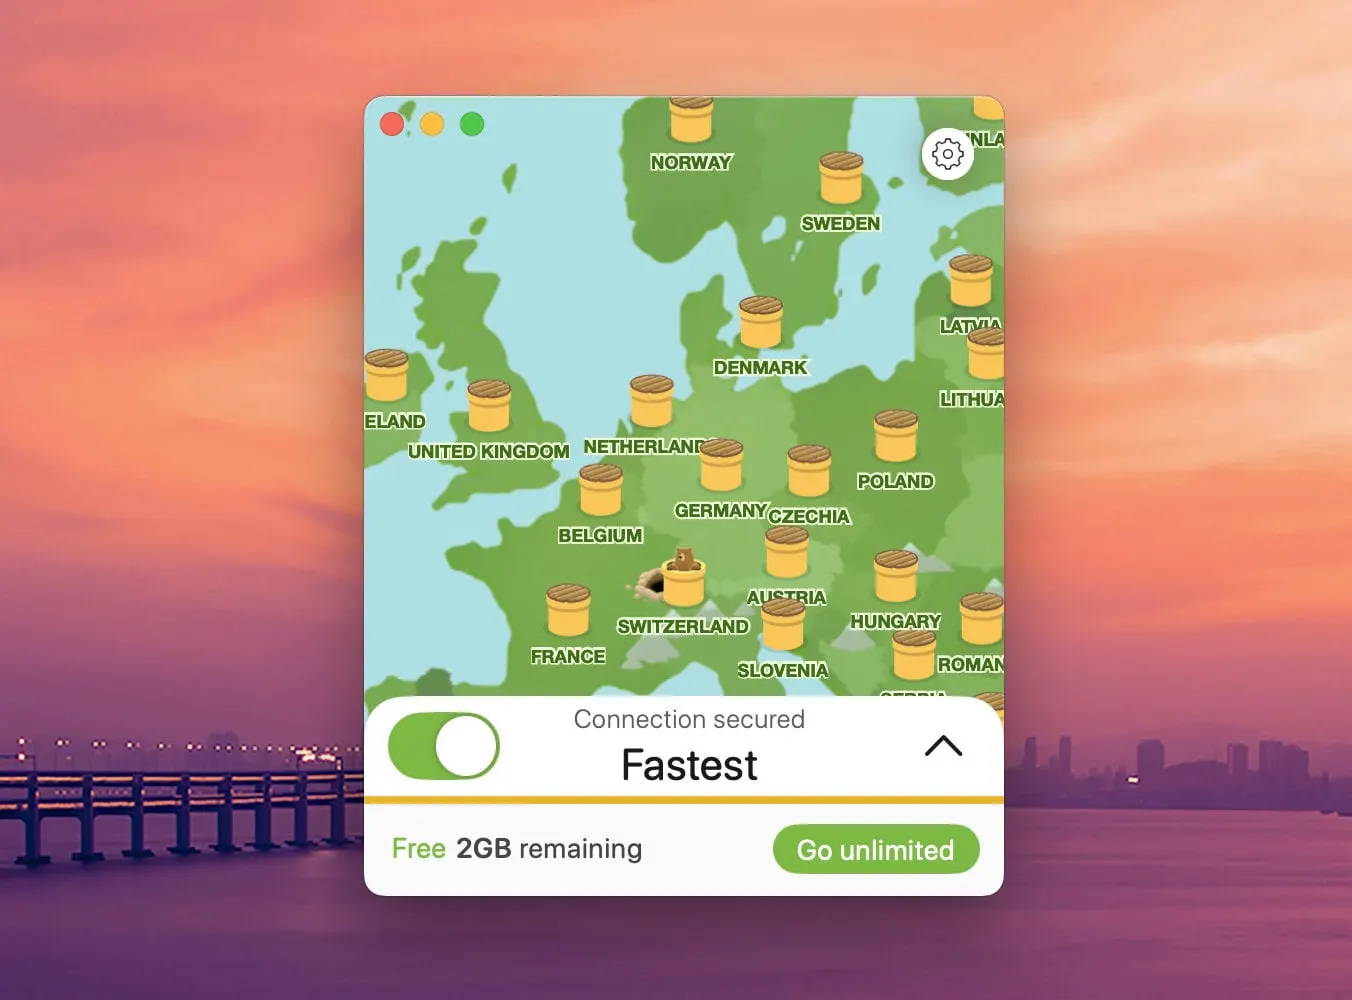 NORWAY
SWEDEN
DENMARK
UNITED KINGDOM
NETHERLAND
GERMANY
CZECHIA
POLAND
BELGIUM
AUSTRIA
SWITZERLAND
HUNGARY
FRANCE
SLOVENIA
LATVIA
LITHUA
ELAND
ROMAN
Connection secured
Fastest
Free 2GB remaining
Go unlimited